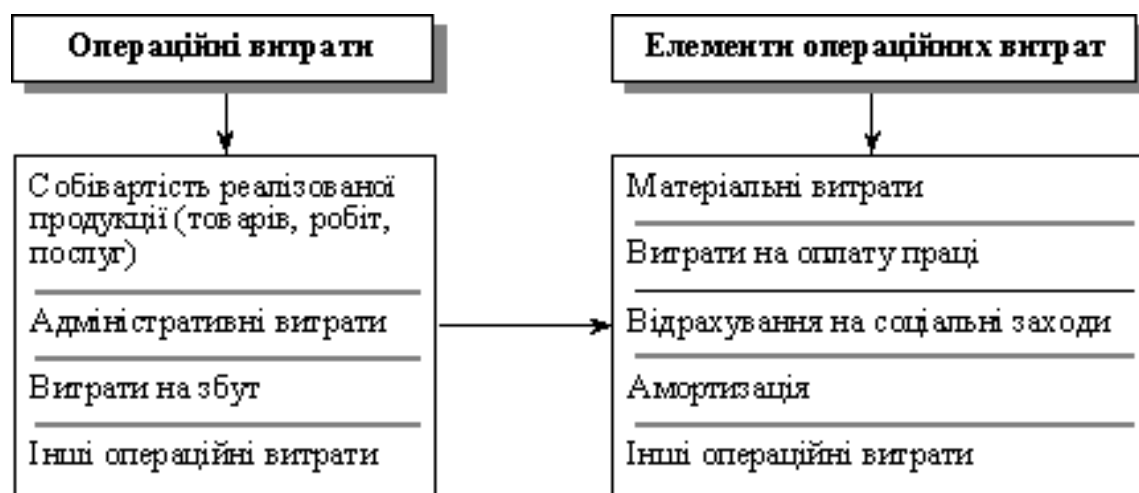 Операційні витрати
Собівартість реалізованої
продукції (товарів, робіт,
послуг)
Адміністративні витрати
Витрати на збут
Інші операційні витрати
Елементи операційних витрат
Матеріальні витрати
Витрати на оплату праці
Відрахування на соціальні заходи
Амортизація
Інші операційні витрати